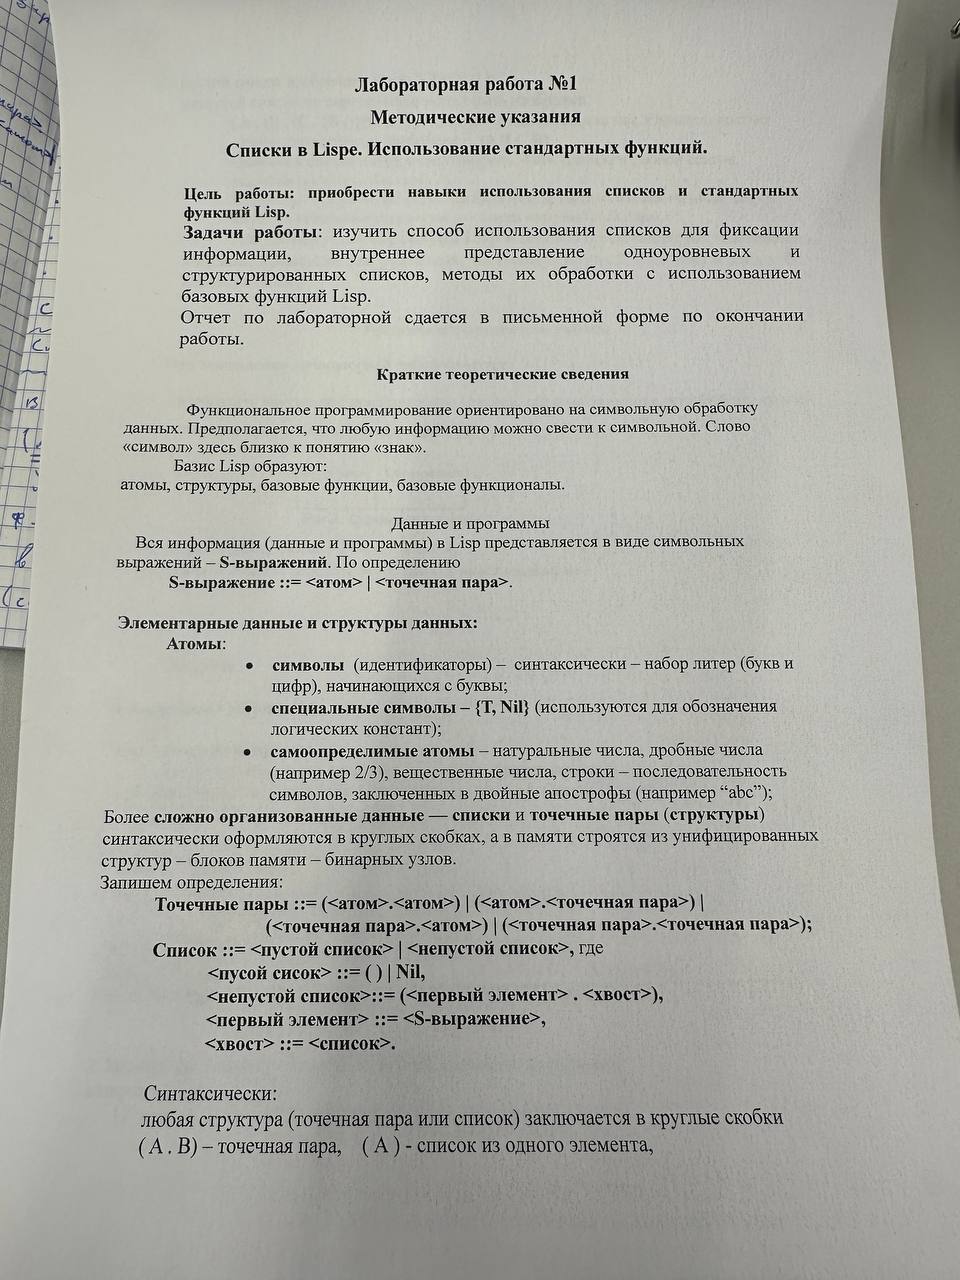 Лабораторная работа №1
Методические указания
Списки в Lispe. Использование стандартных функций.
Цель работы: приобрести навыки использования списков и стандартных
функций Lisp.
Задачи работы: изучить способ использования списков для фиксации
информации, внутреннее представление одноуровневых и
структурированных списков, методы их обработки с использованием
базовых функций Lisp.
Отчет по лабораторной сдается в письменной форме по окончании
работы.
Краткие теоретические сведения
Функциональное программирование ориентировано на символьную обработку
данных. Предполагается, что любую информацию можно свести к символьной. Слово
«символ» здесь близко к понятию «знак».
Базис Lisp образуют:
атомы, структуры, базовые функции, базовые функционалы.
Данные и программы
Вся информация (данные и программы) в Lisp представляется в виде символьных
выражений – S-выражений. По определению
S-выражение ::= <атом> | <точечная пара>.
Элементарные данные и структуры данных:
Атомы:
• символы (идентификаторы) – синтаксически – набор литер (букв и
цифр), начинающихся с буквы;
• специальные символы – {T, Nil} (используются для обозначения
логических констант);
• самоопределимые атомы – натуральные числа, дробные числа
(например 2/3), вещественные числа, строки – последовательность
символов, заключенных в двойные апострофы (например “abc”);
Более сложно организованные данные — списки и точечные пары (структуры)
синтаксически оформляются в круглых скобках, а в памяти строятся из унифицированных
структур – блоков памяти – бинарных узлов.
Запишем определения:
Точечные пары ::= (<атом>.<атом>) | (<атом>.<точечная пара>) |
(<точечная пара>.<атом>) | (<точечная пара>.<точечная пара>);
Список ::= <пустой список> | <непустой список>, где
<пусой сисок> ::= ( ) | Nil,
<непустой список>::= (<первый элемент> . <хвост>),
<первый элемент> ::= <S-выражение>,
<хвост> ::= <список>.
Синтаксически:
любая структура (точечная пара или список) заключается в круглые скобки
( A . B) – точечная пара, ( A ) - список из одного элемента,